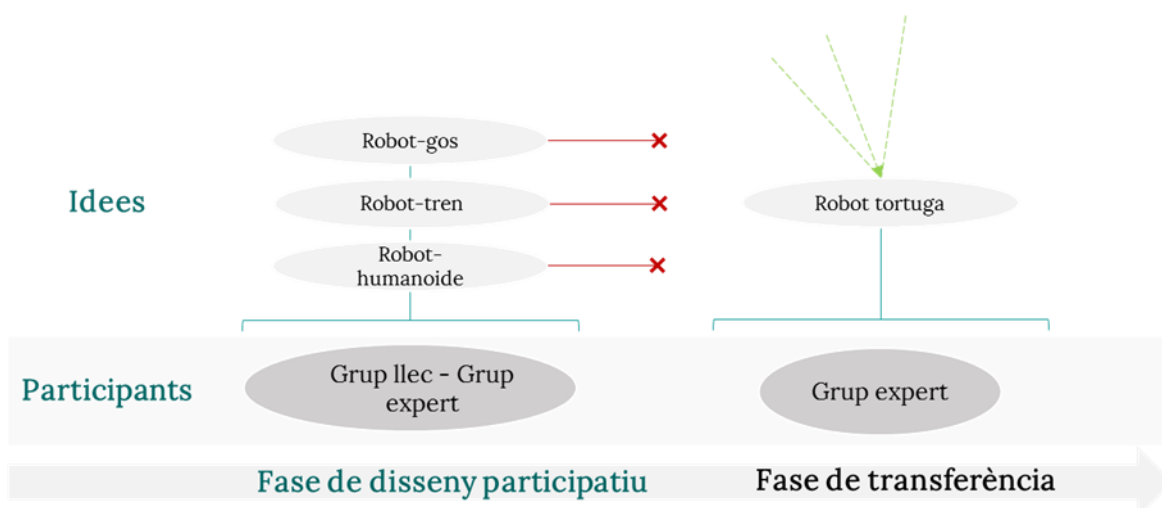 Robot-gos
Idees
Robot-tren
Robot tortuga
Robot-
humanoide
Participants
Grup llec - Grup
expert
Grup expert
Fase de disseny participatiu
Fase de transferència